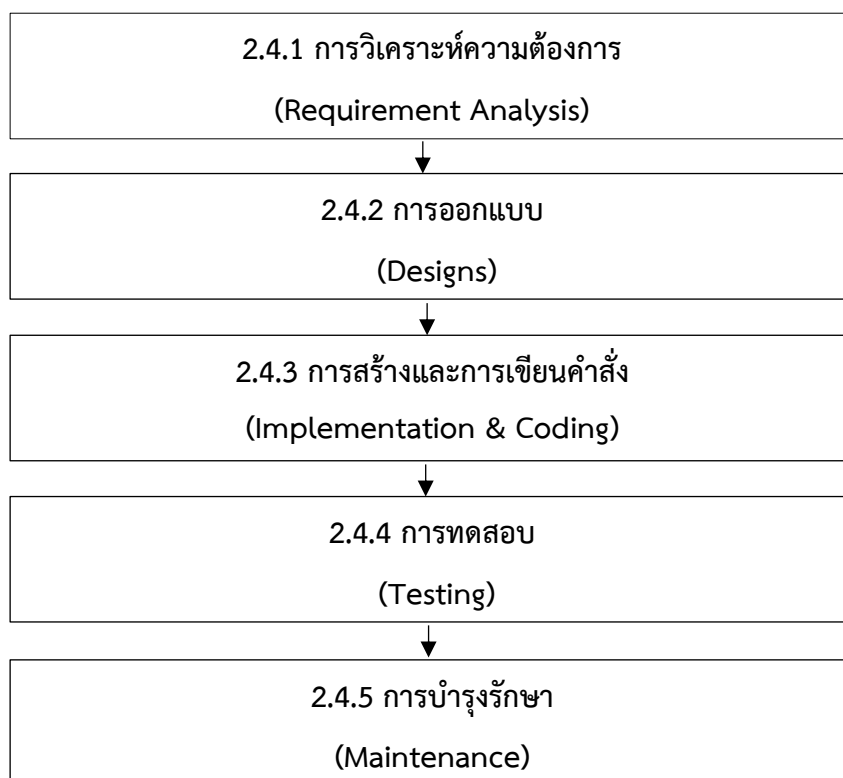 2.4.1 การวิเคราะห์ความต้องการ
(Requirement Analysis)
2.4.2 การออกแบบ
(Designs)
2.4.3 การสร้างและการเขียนคำสั่ง
(Implementation & Coding)
2.4.4 การทดสอบ
(Testing)
2.4.5 การบำรุงรักษา
(Maintenance)